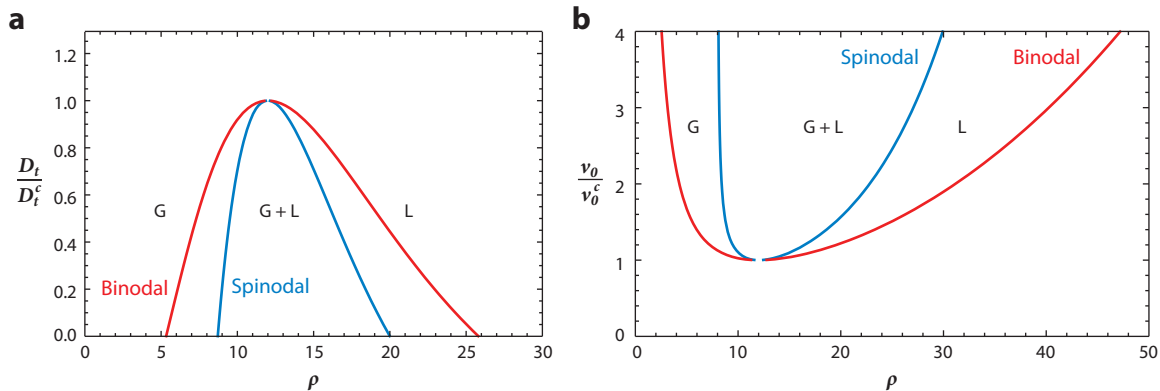 a
1.2
1.0
0.8
0.6
0.4
0.2
0.0
D_t
D_t^c
G
G + L
L
Binodal
Spinodal
0 5 10 15 20 25 30
ρ
b
4
3
2
1
0
v_0
v_0^c
Spinodal
Binodal
G
G + L
L
0 10 20 30 40 50
ρ